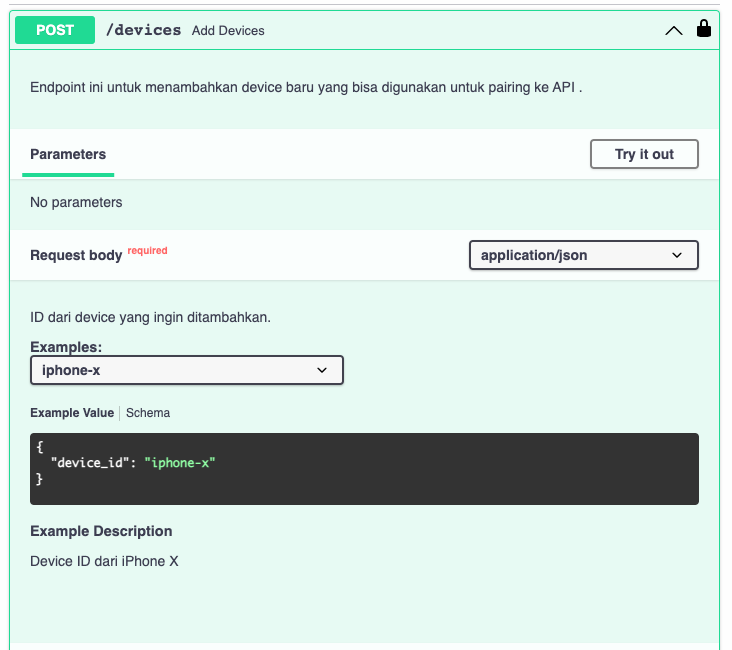 POST /devices Add Devices
Endpoint ini untuk menambahkan device baru yang bisa digunakan untuk pairing ke API .
Parameters Try it out
No parameters
Request body required application/json
ID dari device yang ingin ditambahkan.
Examples:
iphone-x
Example Value Schema
{
"device_id": "iphone-x"
}
Example Description
Device ID dari iPhone X